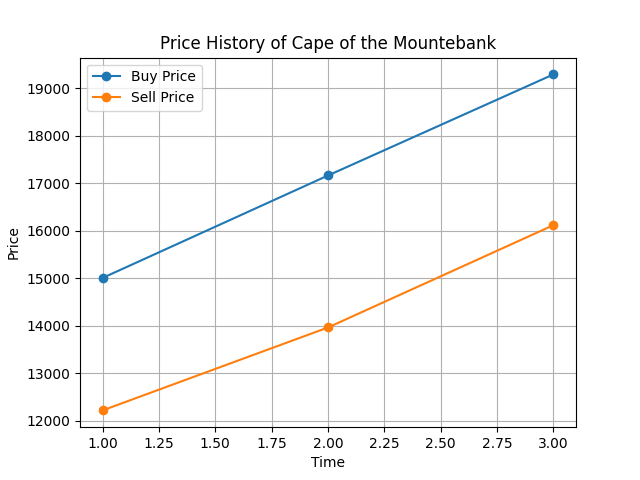 Price History of Cape of the Mountebank
Buy Price
Sell Price
19000
18000
17000
16000
15000
14000
13000
12000
Price
1.00 1.25 1.50 1.75 2.00 2.25 2.50 2.75 3.00
Time